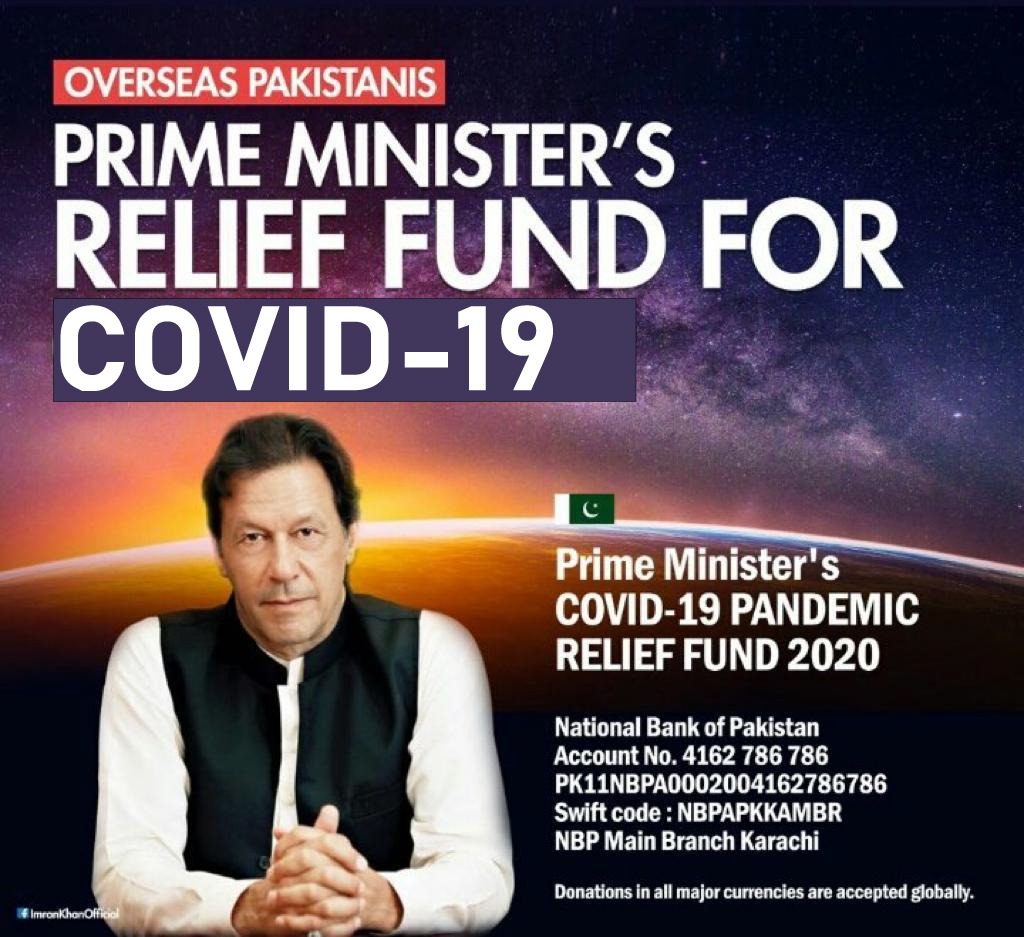 OVERSEAS PAKISTANIS
PRIME MINISTER'S
RELIEF FUND FOR
COVID-19
Prime Minister's
COVID-19 PANDEMIC
RELIEF FUND 2020
National Bank of Pakistan
Account No. 4162 786 786
PK11NBPA0002004162786786
Swift code : NBPAPKKAMBR
NBP Main Branch Karachi
Donations in all major currencies are accepted globally.
f ImranKhanOfficial